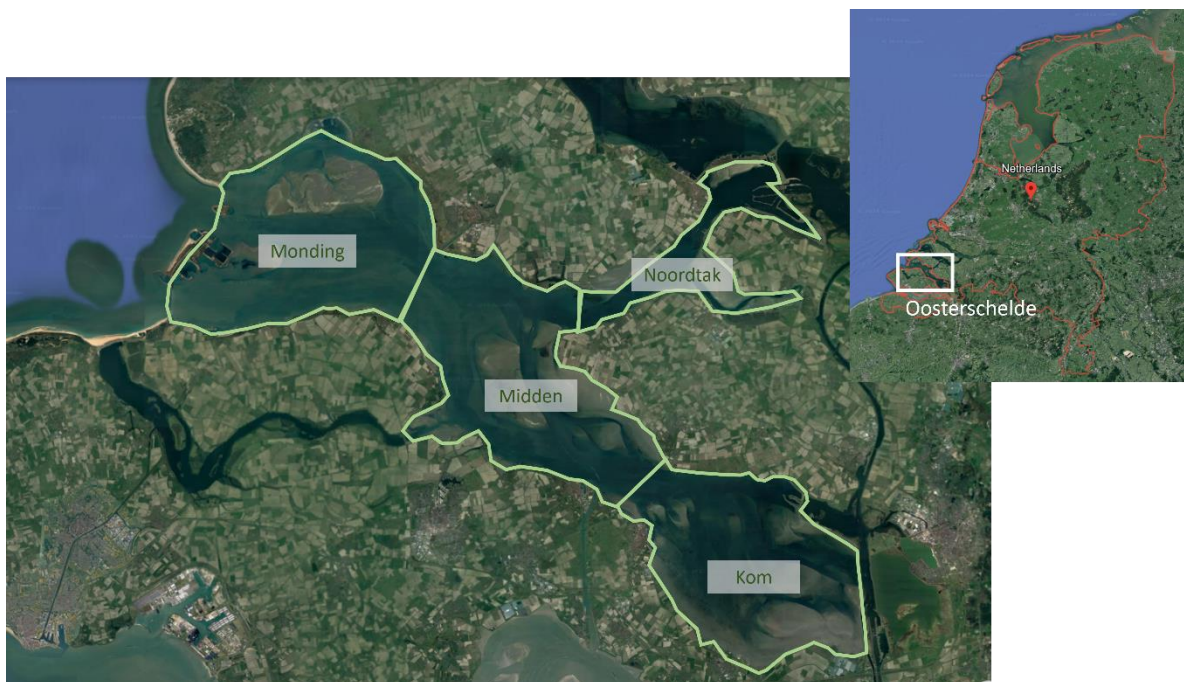 Netherlands
Oosterschelde
Monding
Noordtak
Midden
Kom